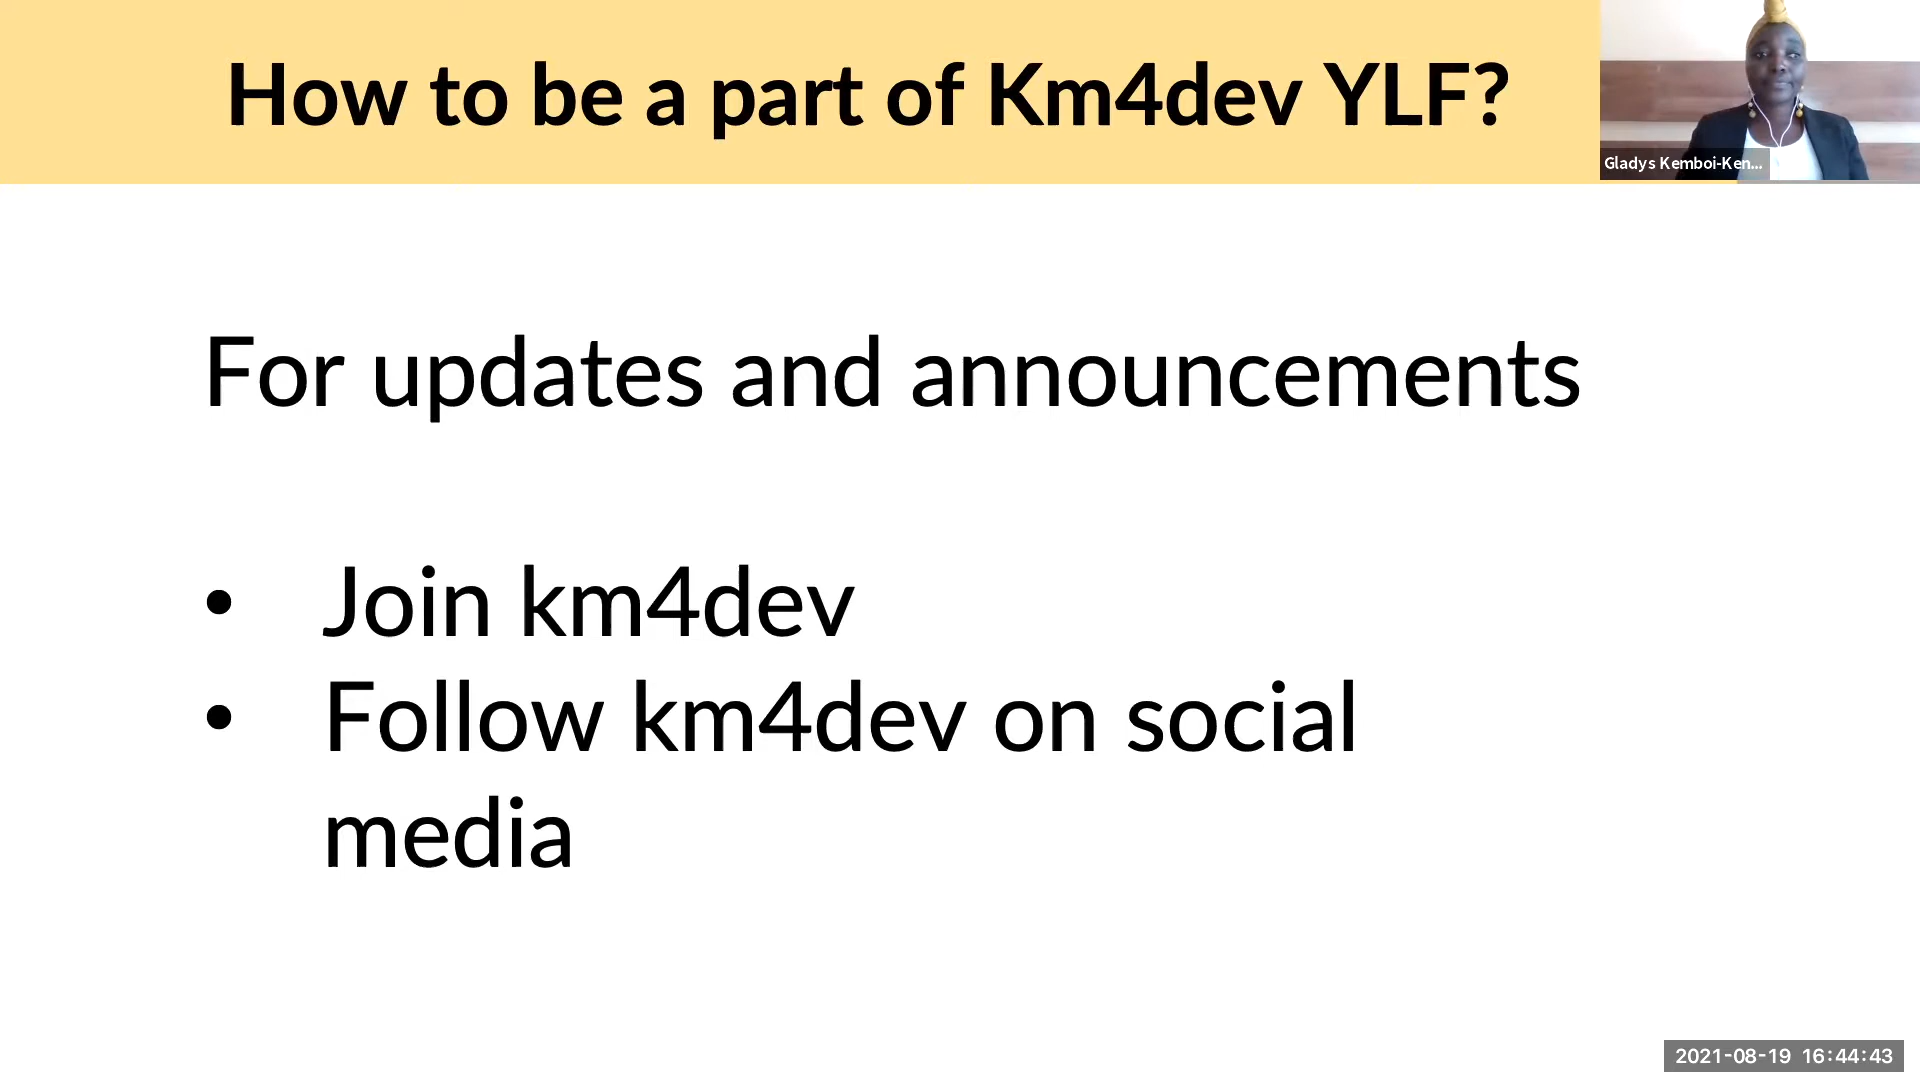 How to be a part of Km4dev YLF?
Gladys Kemboi-Ken...
For updates and announcements
• Join km4dev
• Follow km4dev on social
media
2021-08-19 16:44:43